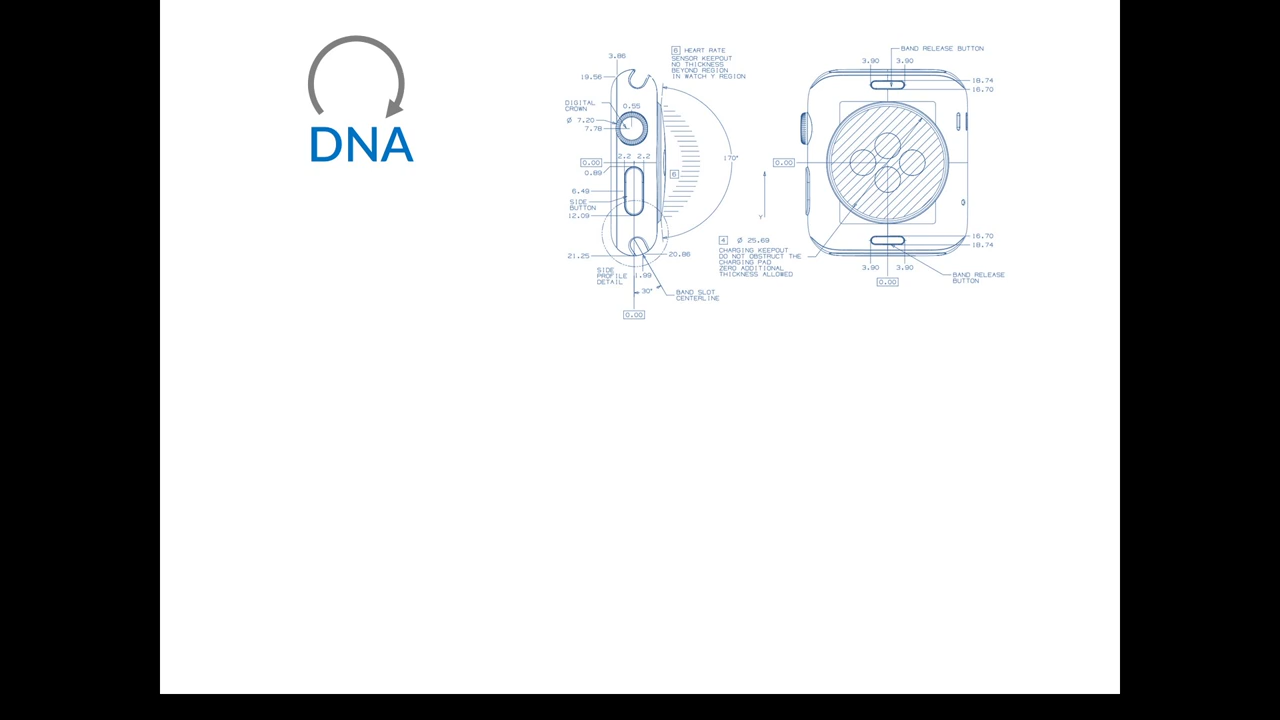 DNA
3.86
19.56
6 HEART RATE
SENSOR KEEPOUT
NO THICKNESS
BEYOND REGION
IN WATCH Y REGION
DIGITAL
CROWN
0.55
Ø 7.20
7.78
2.2 2.2
0.00
0.89
6
170°
6.49
SIDE
BUTTON
12.09
Y
21.25
20.86
SIDE
PROFILE
DETAIL
1.99
30°
BAND SLOT
CENTERLINE
0.00
4 Ø 25.69
CHARGING KEEPOUT
DO NOT OBSTRUCT THE
CHARGING PAD
ZERO ADDITIONAL
THICKNESS ALLOWED
BAND RELEASE BUTTON
3.90 3.90
18.74
16.70
0.00
16.70
18.74
3.90 3.90
BAND RELEASE
BUTTON
0.00